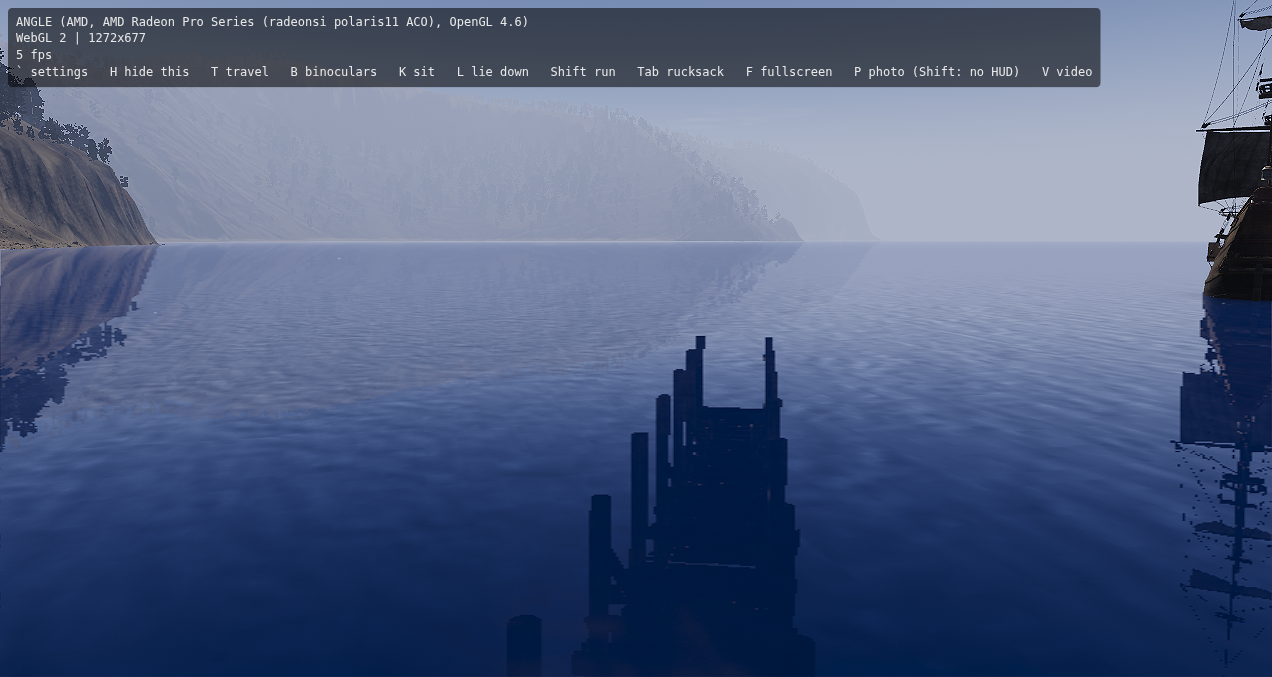 ANGLE (AMD, AMD Radeon Pro Series (radeonsi polaris11 ACO), OpenGL 4.6)
WebGL 2 | 1272x677
5 fps
` settings   H hide this   T travel   B binoculars   K sit   L lie down   Shift run   Tab rucksack   F fullscreen   P photo (Shift: no HUD)   V video